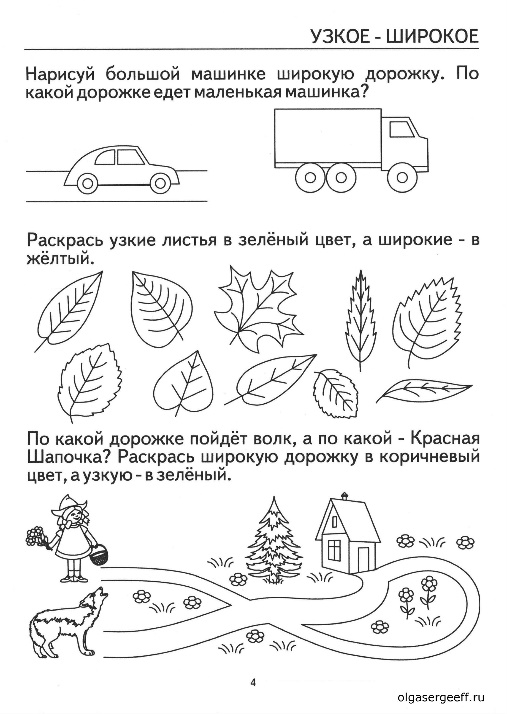 УЗКОЕ - ШИРОКОЕ
Нарисуй большой машинке широкую дорожку. По
какой дорожке едет маленькая машинка?
Раскрась узкие листья в зелёный цвет, а широкие - в
жёлтый.
По какой дорожке пойдёт волк, а по какой - Красная
Шапочка? Раскрась широкую дорожку в коричневый
цвет, а узкую - в зелёный.
4
olgasergeeff.ru